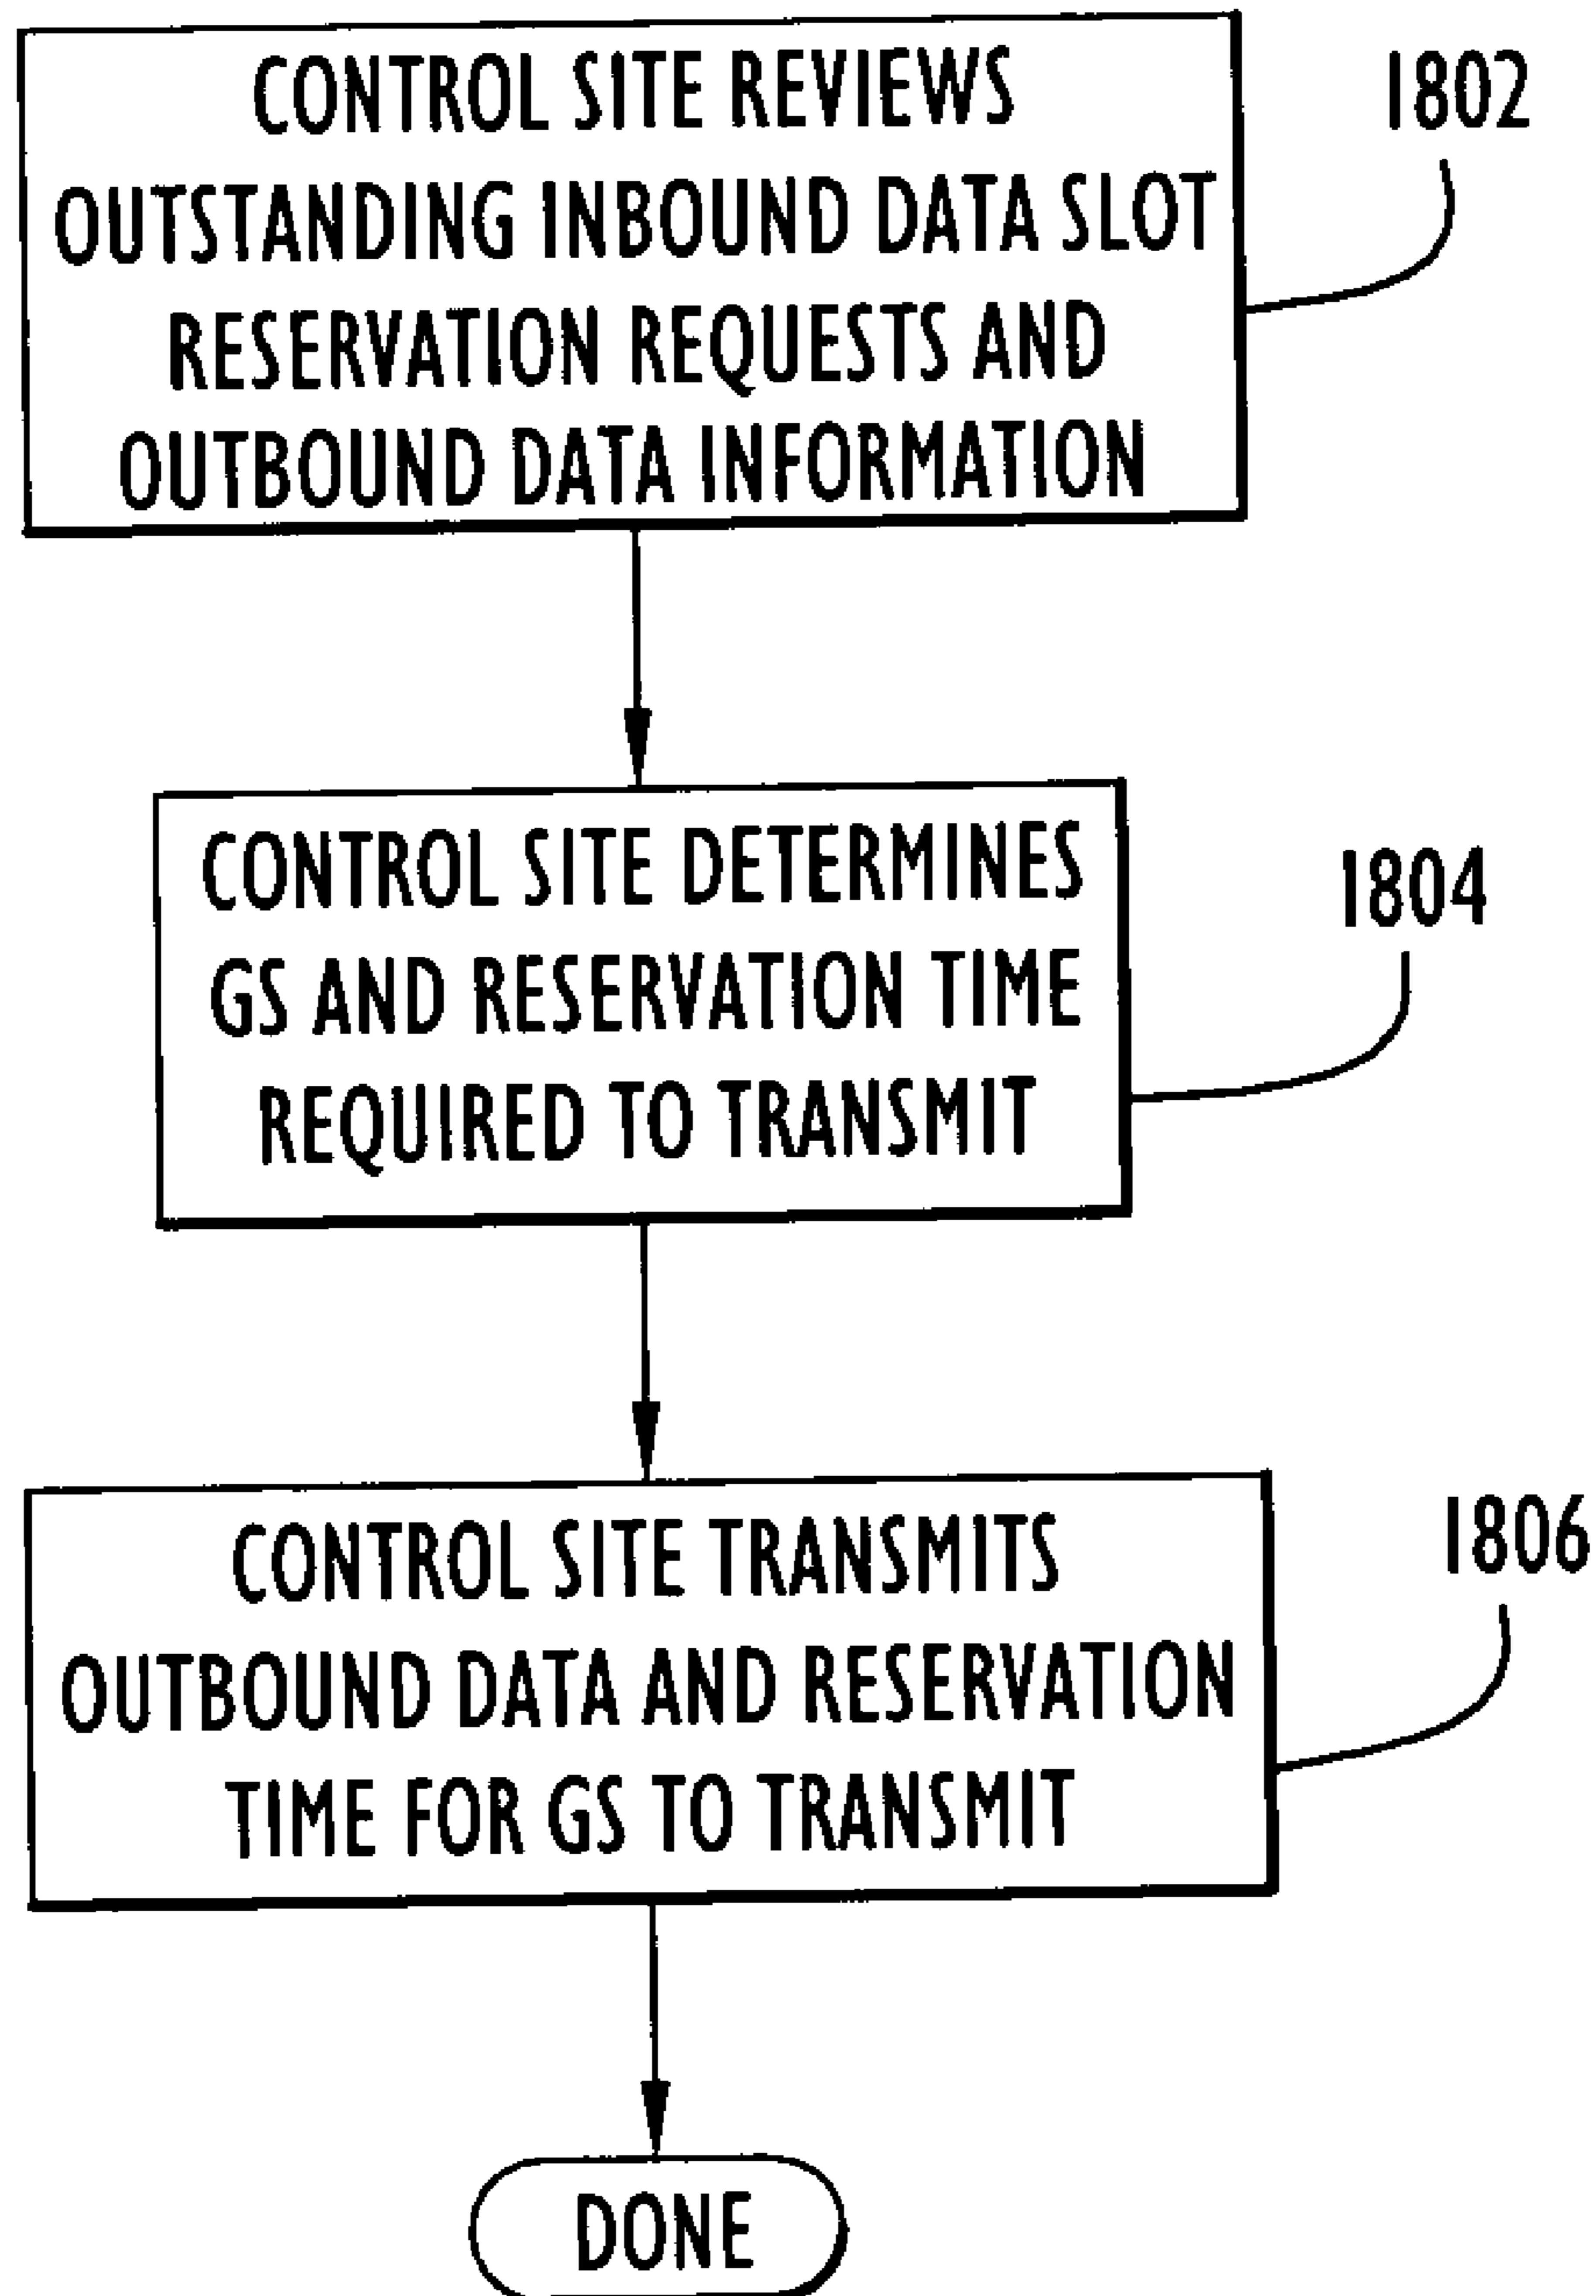 CONTROL SITE REVIEWS
OUTSTANDING INBOUND DATA SLOT
RESERVATION REQUESTS AND
OUTBOUND DATA INFORMATION
1802
CONTROL SITE DETERMINES
GS AND RESERVATION TIME
REQUIRED TO TRANSMIT
1804
CONTROL SITE TRANSMITS
OUTBOUND DATA AND RESERVATION
TIME FOR GS TO TRANSMIT
1806
DONE